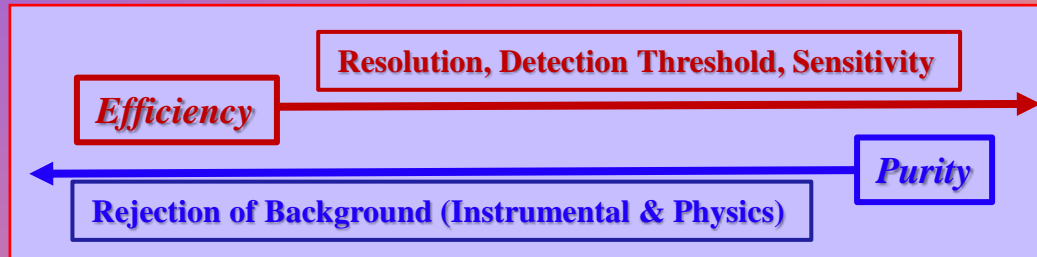 Resolution, Detection Threshold, Sensitivity
Efficiency
Purity
Rejection of Background (Instrumental & Physics)